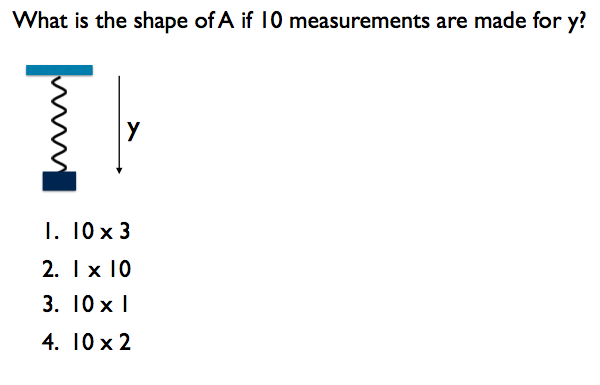 What is the shape of A if 10 measurements are made for y?
y
1. 10 x 3
2. 1 x 10
3. 10 x 1
4. 10 x 2